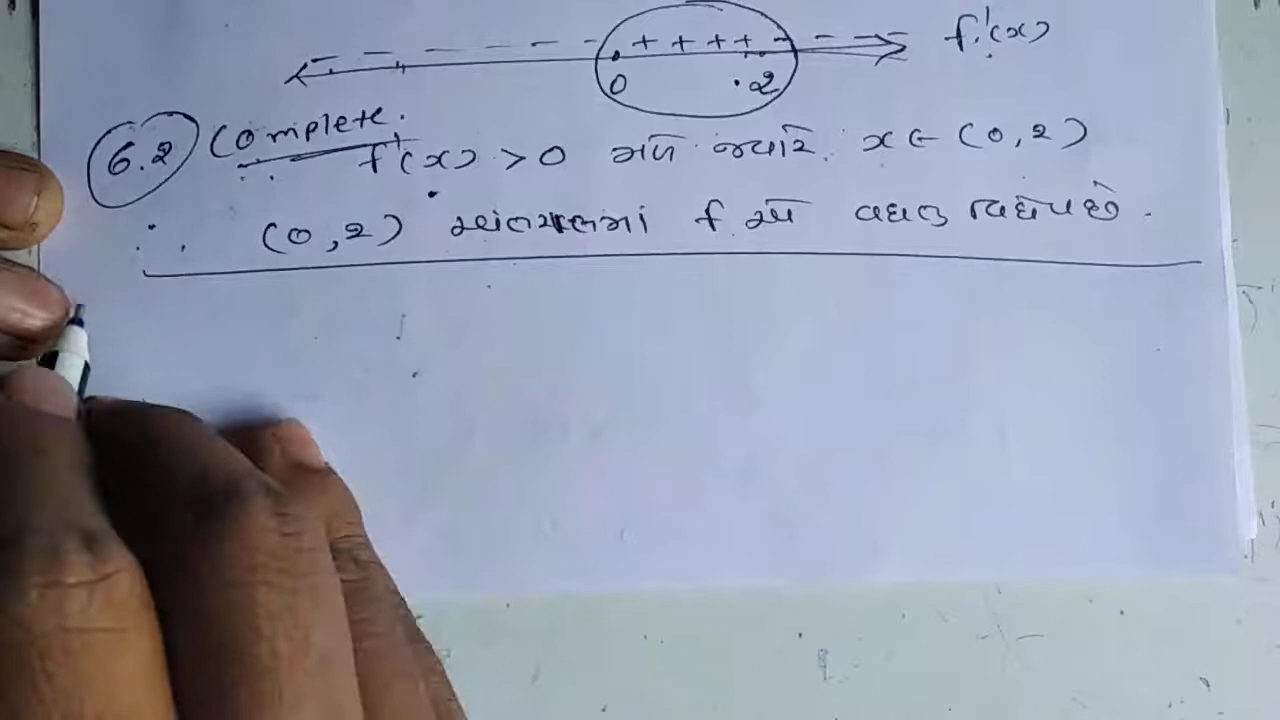 - - - - - - + + + + - - - - f'(x)
0 2
6.2 Complete.
f'(x) > 0 થાય જ્યારે x ∈ (0,2)
∴ (0,2) અંતરાલમાં f એ વધતું વિધેય છે.